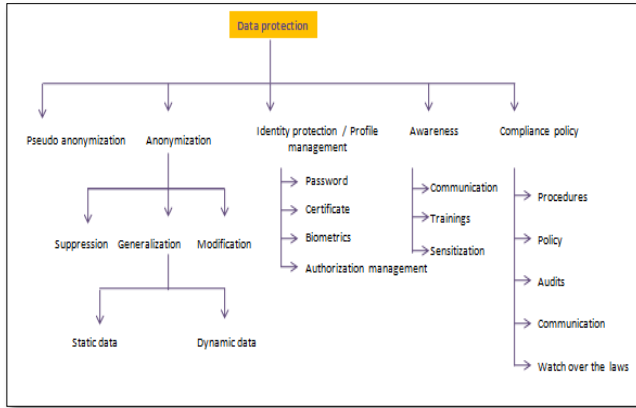 Data protection
Pseudo anonymization
Anonymization
Identity protection / Profile
management
Awareness
Compliance policy
Password
Certificate
Biometrics
Authorization management
Communication
Trainings
Sensitization
Procedures
Policy
Audits
Communication
Watch over the laws
Suppression
Generalization
Modification
Static data
Dynamic data